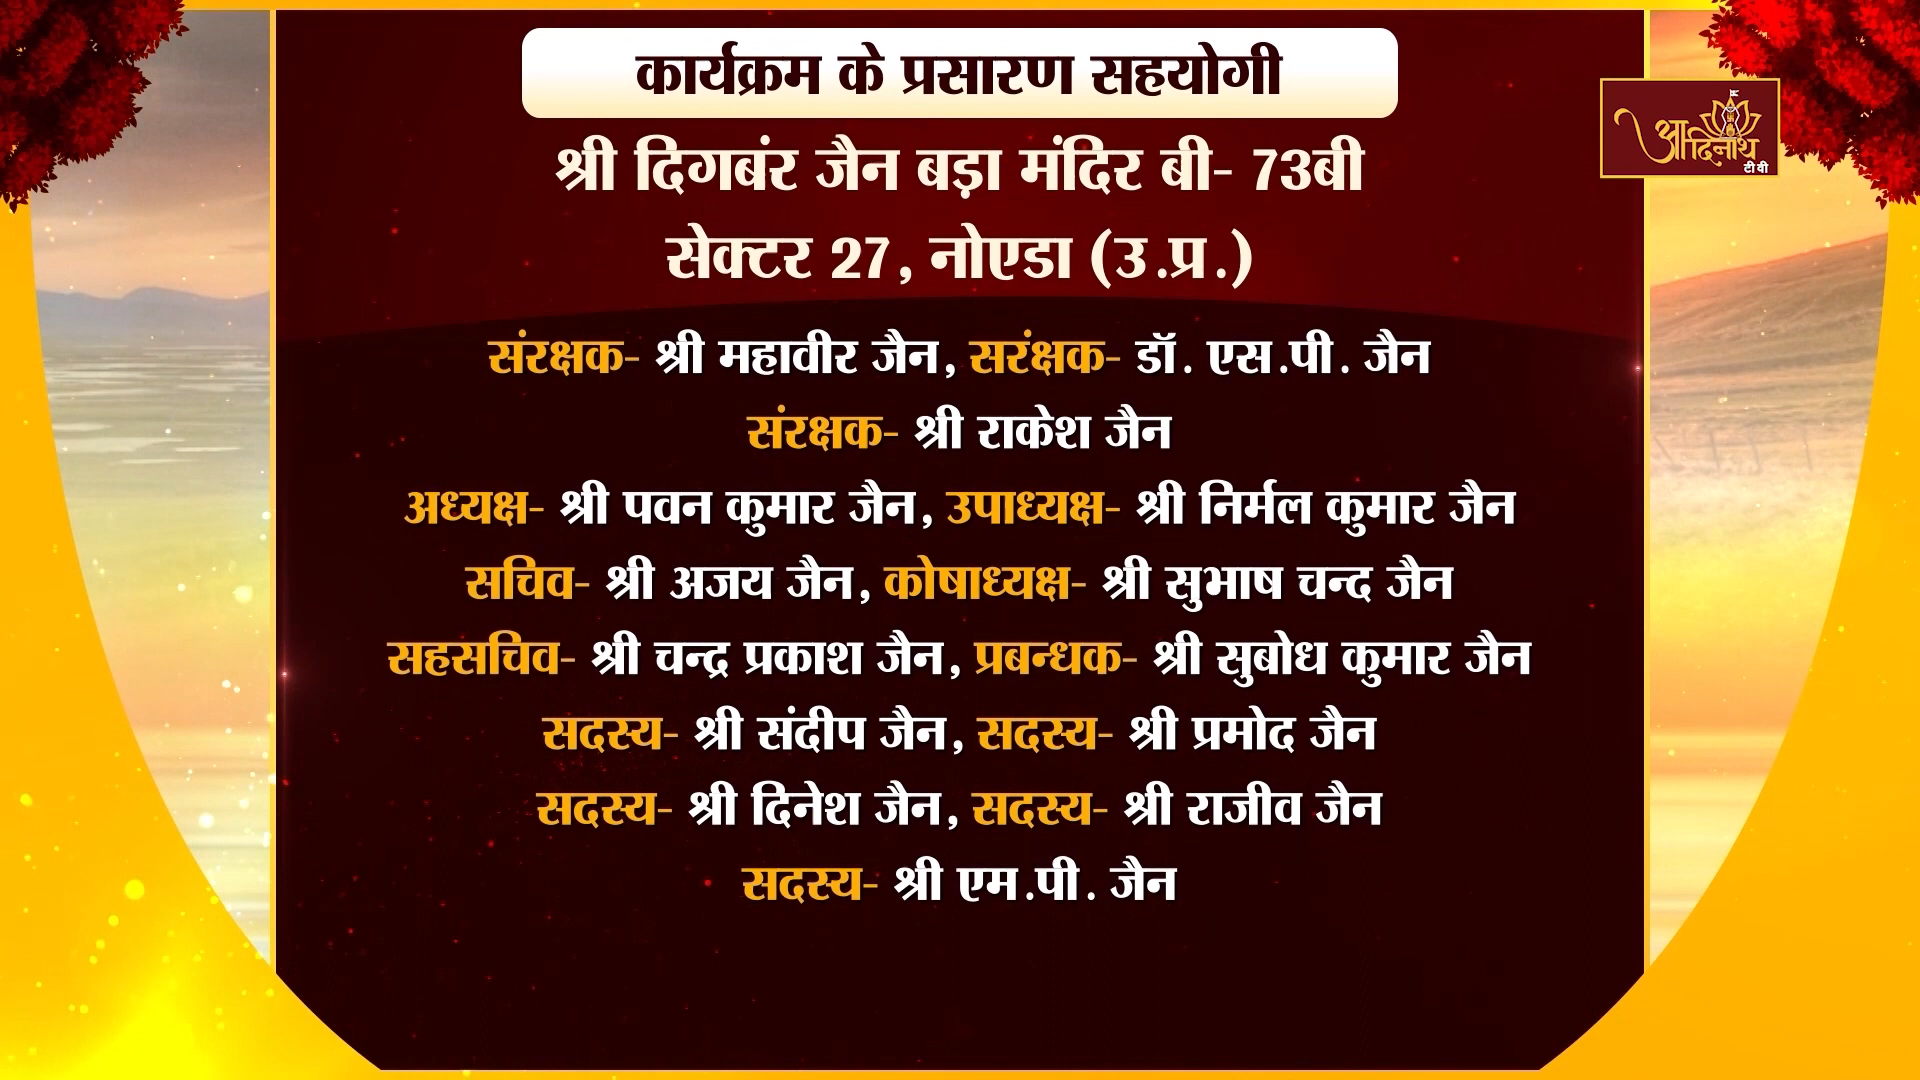 कार्यक्रम के प्रसारण सहयोगी
श्री दिगबंर जैन बड़ा मंदिर बी- 73बी
सेक्टर 27, नोएडा (उ.प्र.)
आदिनाथ
टीवी
संरक्षक- श्री महावीर जैन, सरंक्षक- डॉ. एस.पी. जैन
संरक्षक- श्री राकेश जैन
अध्यक्ष- श्री पवन कुमार जैन, उपाध्यक्ष- श्री निर्मल कुमार जैन
सचिव- श्री अजय जैन, कोषाध्यक्ष- श्री सुभाष चन्द जैन
सहसचिव- श्री चन्द्र प्रकाश जैन, प्रबन्धक- श्री सुबोध कुमार जैन
सदस्य- श्री संदीप जैन, सदस्य- श्री प्रमोद जैन
सदस्य- श्री दिनेश जैन, सदस्य- श्री राजीव जैन
सदस्य- श्री एम.पी. जैन